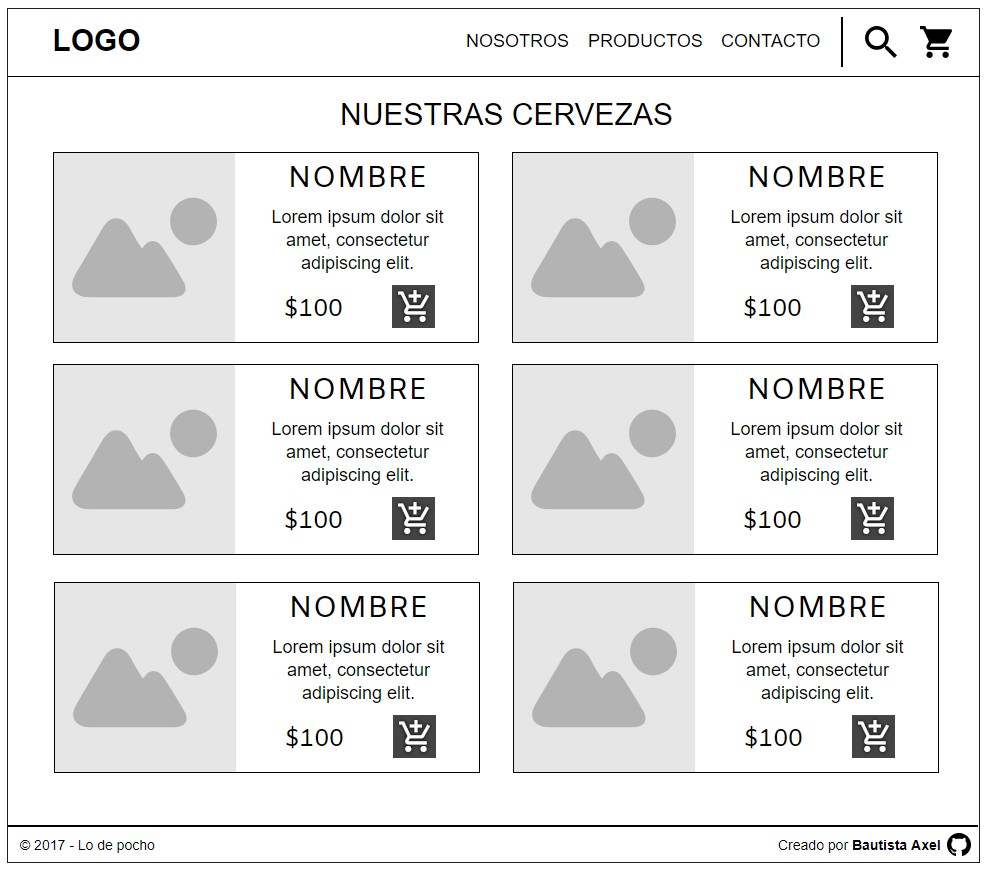 LOGO
NOSOTROS PRODUCTOS CONTACTO
NUESTRAS CERVEZAS
NOMBRE
Lorem ipsum dolor sit
amet, consectetur
adipiscing elit.
$100
NOMBRE
Lorem ipsum dolor sit
amet, consectetur
adipiscing elit.
$100
NOMBRE
Lorem ipsum dolor sit
amet, consectetur
adipiscing elit.
$100
NOMBRE
Lorem ipsum dolor sit
amet, consectetur
adipiscing elit.
$100
NOMBRE
Lorem ipsum dolor sit
amet, consectetur
adipiscing elit.
$100
NOMBRE
Lorem ipsum dolor sit
amet, consectetur
adipiscing elit.
$100
© 2017 - Lo de pocho
Creado por Bautista Axel